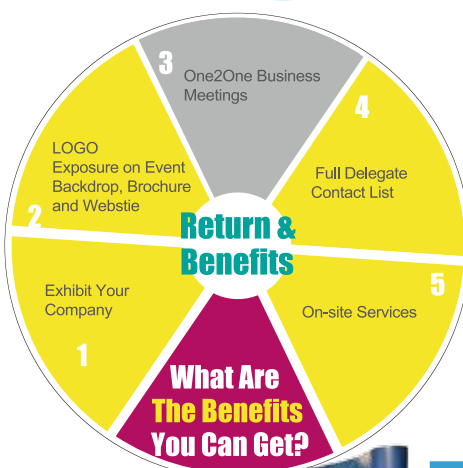 3
One2One Business
Meetings
4
Full Delegate
Contact List
LOGO
Exposure on Event
Backdrop, Brochure
and Webstie
2
Return &
Benefits
5
On-site Services
Exhibit Your
Company
1
What Are
The Benefits
You Can Get?